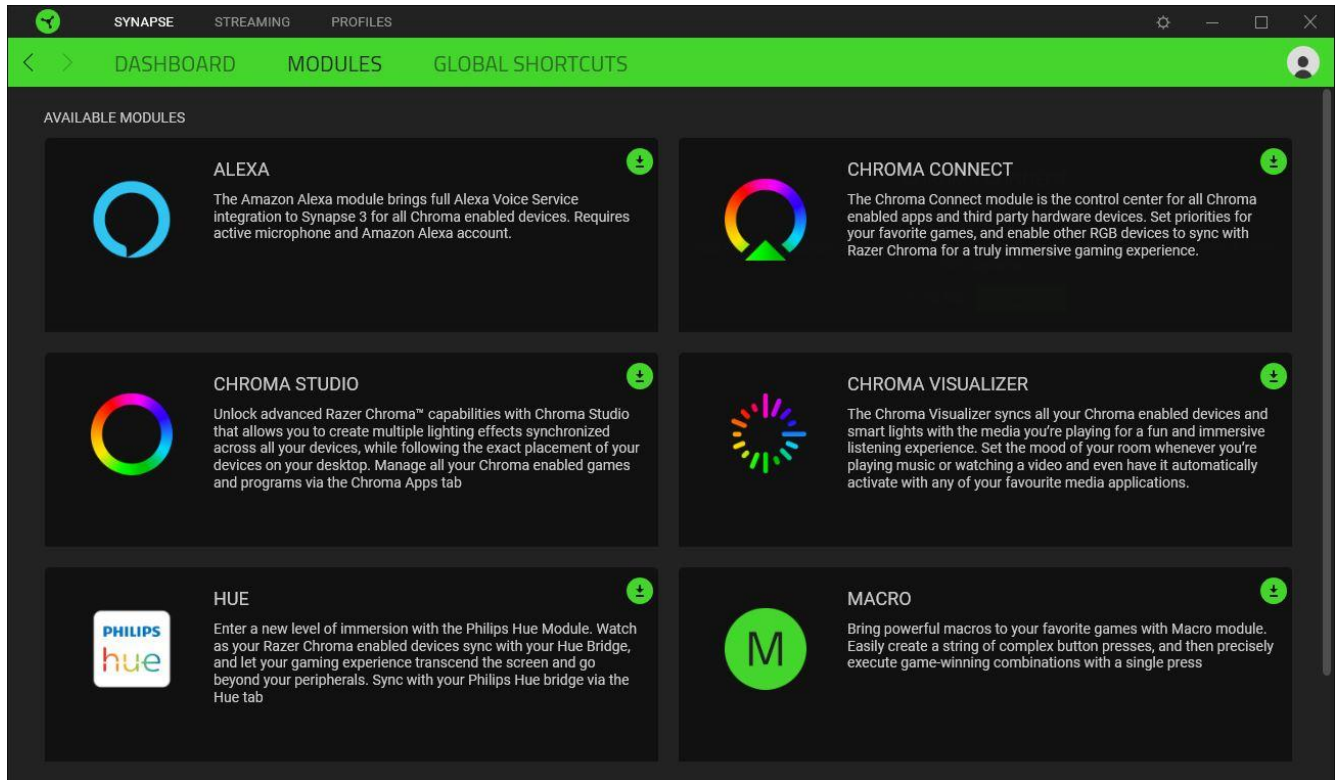 SYNAPSE STREAMING PROFILES
DASHBOARD MODULES GLOBAL SHORTCUTS
AVAILABLE MODULES
ALEXA
The Amazon Alexa module brings full Alexa Voice Service
integration to Synapse 3 for all Chroma enabled devices. Requires
active microphone and Amazon Alexa account.
CHROMA CONNECT
The Chroma Connect module is the control center for all Chroma
enabled apps and third party hardware devices. Set priorities for
your favorite games, and enable other RGB devices to sync with
Razer Chroma for a truly immersive gaming experience.
CHROMA STUDIO
Unlock advanced Razer Chroma™ capabilities with Chroma Studio
that allows you to create multiple lighting effects synchronized
across all your devices, while following the exact placement of your
devices on your desktop. Manage all your Chroma enabled games
and programs via the Chroma Apps tab
CHROMA VISUALIZER
The Chroma Visualizer syncs all your Chroma enabled devices and
smart lights with the media you're playing for a fun and immersive
listening experience. Set the mood of your room whenever you're
playing music or watching a video and even have it automatically
activate with any of your favourite media applications.
PHILIPS
hue
HUE
Enter a new level of immersion with the Philips Hue Module. Watch
as your Razer Chroma enabled devices sync with your Hue Bridge,
and let your gaming experience transcend the screen and go
beyond your peripherals. Sync with your Philips Hue bridge via the
Hue tab
M
MACRO
Bring powerful macros to your favorite games with Macro module.
Easily create a string of complex button presses, and then precisely
execute game-winning combinations with a single press